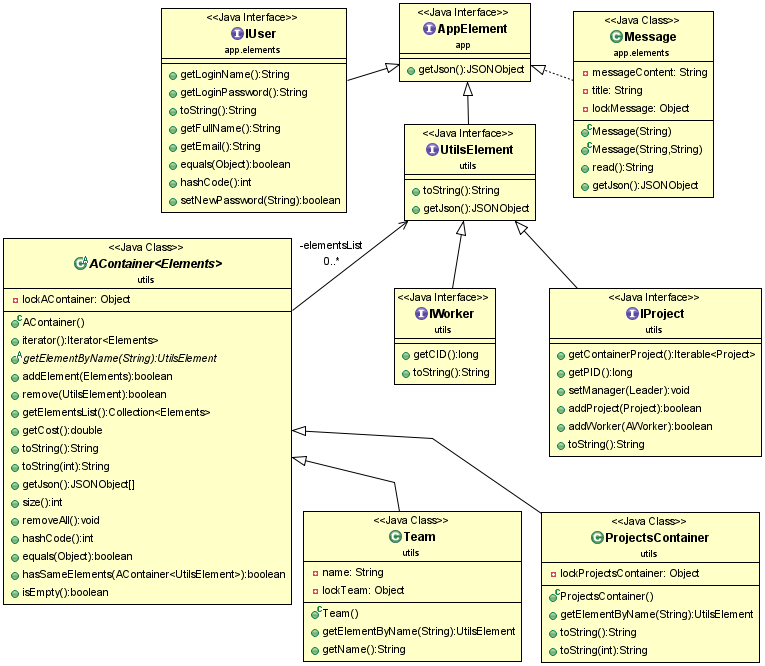 <<Java Interface>>
IUser
app.elements
getLoginName():String
getLoginPassword():String
toString():String
getFullName():String
getEmail():String
equals(Object):boolean
hashCode():int
setNewPassword(String):boolean
<<Java Interface>>
AppElement
app
getJson():JSONObject
<<Java Class>>
Message
app.elements
messageContent: String
title: String
lockMessage: Object
Message(String)
Message(String,String)
read():String
getJson():JSONObject
<<Java Interface>>
UtilsElement
utils
toString():String
getJson():JSONObject
<<Java Class>>
AContainer<Elements>
utils
lockAContainer: Object
AContainer()
iterator():Iterator<Elements>
getElementByName(String):UtilsElement
addElement(Elements):boolean
remove(UtilsElement):boolean
getElementsList():Collection<Elements>
getCost():double
toString():String
toString(int):String
getJson():JSONObject[]
size():int
removeAll():void
hashCode():int
equals(Object):boolean
hasSameElements(AContainer<UtilsElement>):boolean
isEmpty():boolean
-elementsList
0..*
<<Java Interface>>
IWorker
utils
getCID():long
toString():String
<<Java Interface>>
IProject
utils
getContainerProject():Iterable<Project>
getPID():long
setManager(Leader):void
addProject(Project):boolean
addWorker(AWorker):boolean
toString():String
<<Java Class>>
Team
utils
name: String
lockTeam: Object
Team()
getElementByName(String):UtilsElement
getName():String
<<Java Class>>
ProjectsContainer
utils
lockProjectsContainer: Object
ProjectsContainer()
getElementByName(String):UtilsElement
toString():String
toString(int):String